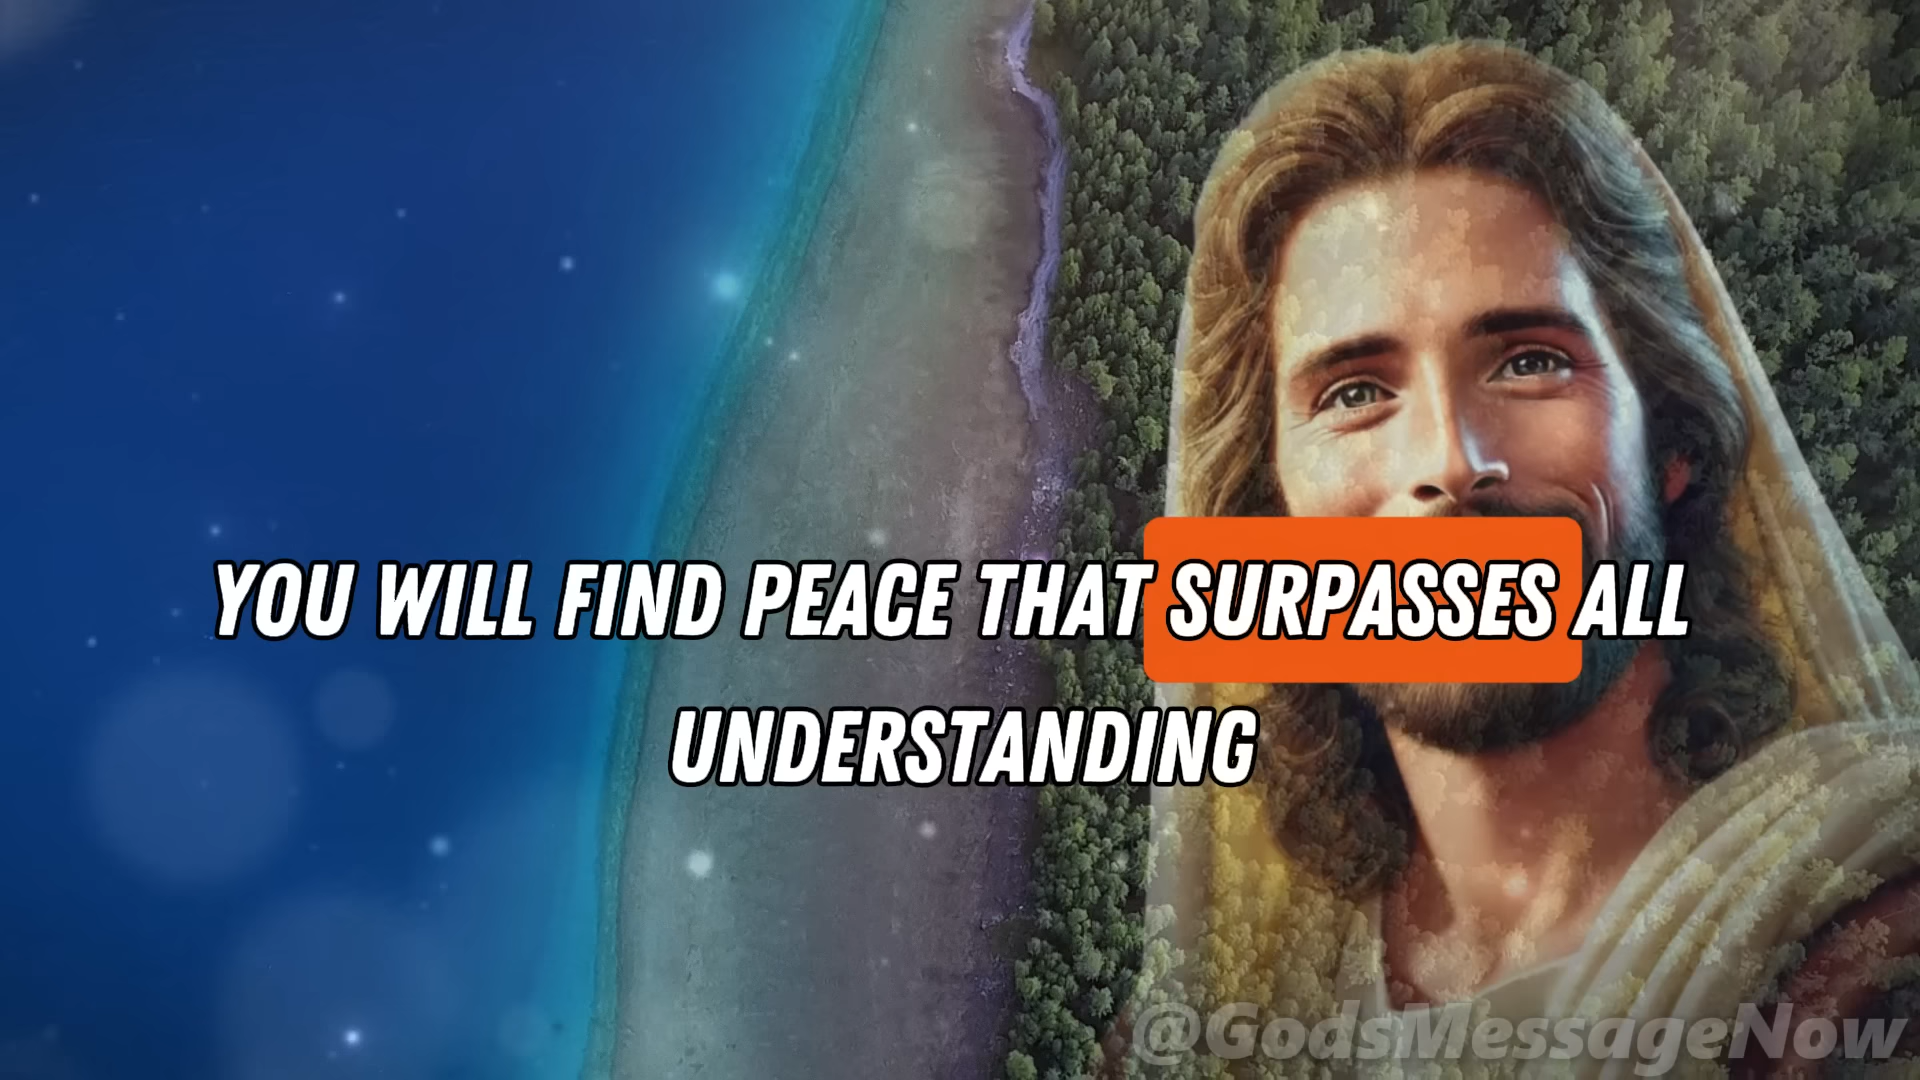 YOU WILL FIND PEACE THAT SURPASSES ALL
UNDERSTANDING
@GodsMessageNow